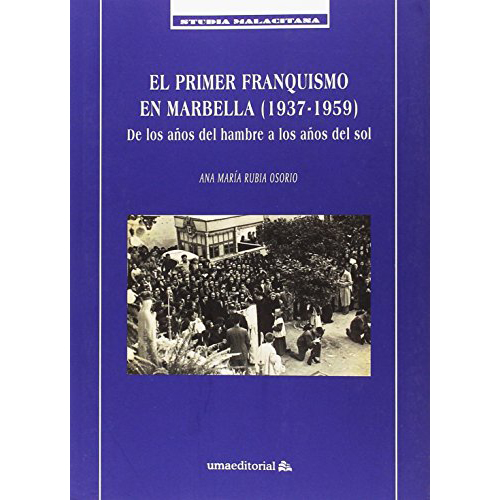 STUDIA MALACITANA
EL PRIMER FRANQUISMO
EN MARBELLA (1937-1959)
De los años del hambre a los años del sol
ANA MARÍA RUBIA OSORIO
umaeditorial